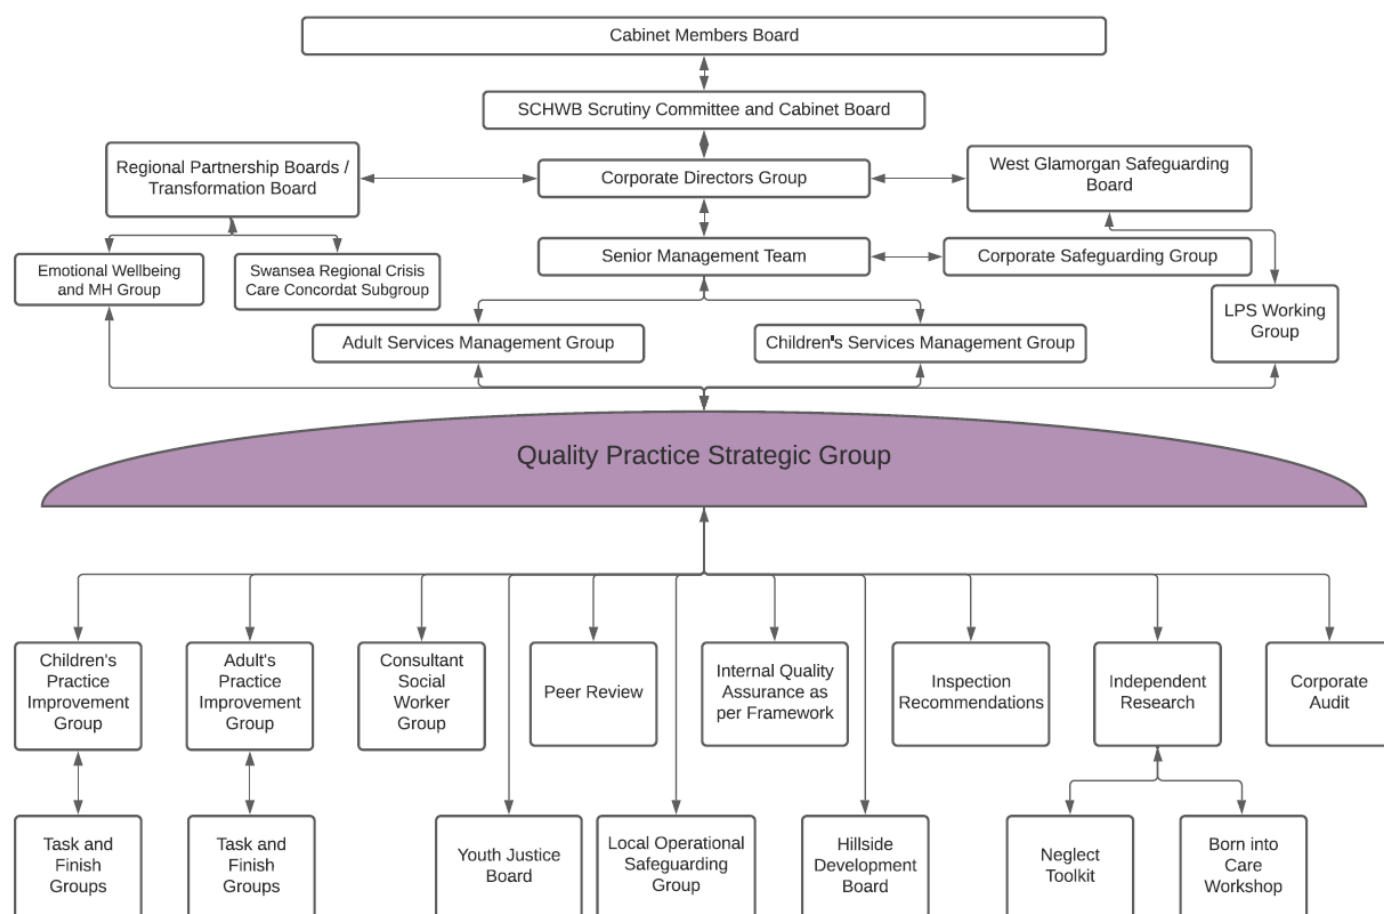 Cabinet Members Board
SCHWB Scrutiny Committee and Cabinet Board
Regional Partnership Boards /
Transformation Board
Corporate Directors Group
West Glamorgan Safeguarding
Board
Emotional Wellbeing
and MH Group
Swansea Regional Crisis
Care Concordat Subgroup
Senior Management Team
Corporate Safeguarding Group
Adult Services Management Group
Children's Services Management Group
LPS Working
Group
Quality Practice Strategic Group
Children's
Practice
Improvement
Group
Adult's
Practice
Improvement
Group
Consultant
Social
Worker
Group
Peer Review
Internal Quality
Assurance as
per Framework
Inspection
Recommendations
Independent
Research
Corporate
Audit
Task and
Finish
Groups
Task and
Finish
Groups
Youth Justice
Board
Local Operational
Safeguarding
Group
Hillside
Development
Board
Neglect
Toolkit
Born into
Care
Workshop